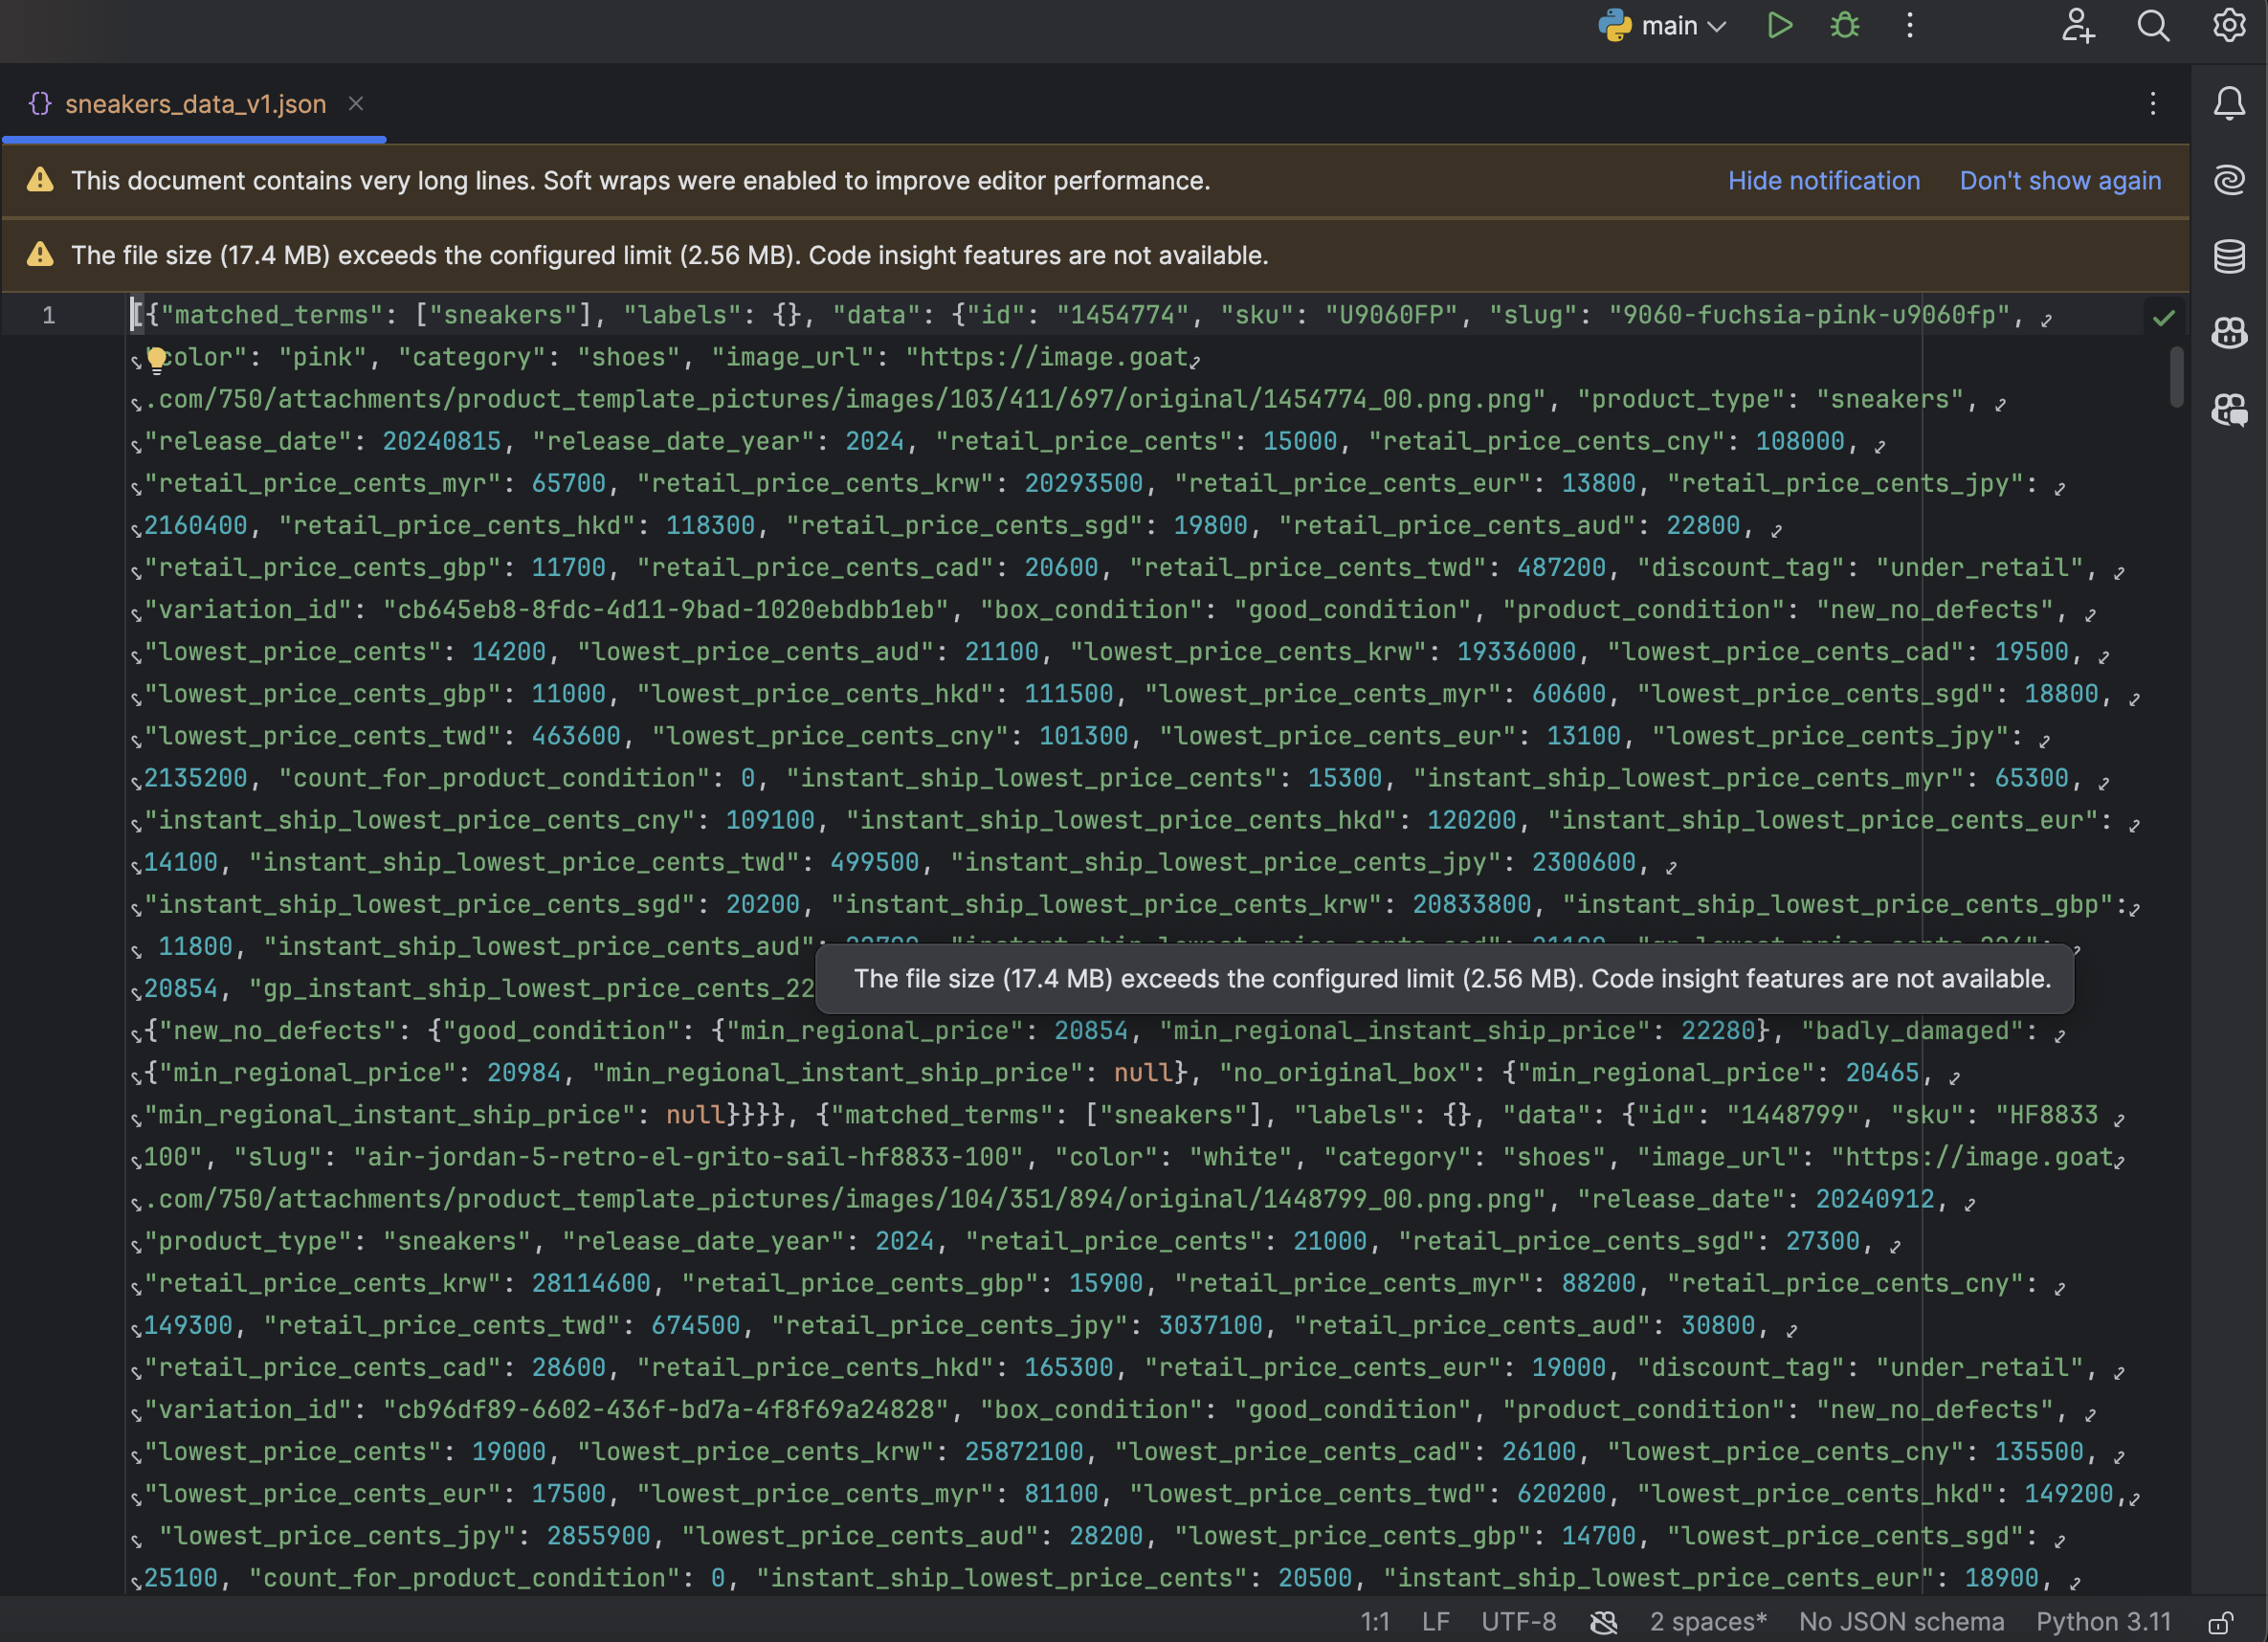 main
sneakers_data_v1.json
This document contains very long lines. Soft wraps were enabled to improve editor performance. Hide notification Don't show again
The file size (17.4 MB) exceeds the configured limit (2.56 MB). Code insight features are not available.
1 [{"matched_terms": ["sneakers"], "labels": {}, "data": {"id": "1454774", "sku": "U9060FP", "slug": "9060-fuchsia-pink-u9060fp",
color": "pink", "category": "shoes", "image_url": "https://image.goat
.com/750/attachments/product_template_pictures/images/103/411/697/original/1454774_00.png.png", "product_type": "sneakers",
"release_date": 20240815, "release_date_year": 2024, "retail_price_cents": 15000, "retail_price_cents_cny": 108000,
"retail_price_cents_myr": 65700, "retail_price_cents_krw": 20293500, "retail_price_cents_eur": 13800, "retail_price_cents_jpy":
2160400, "retail_price_cents_hkd": 118300, "retail_price_cents_sgd": 19800, "retail_price_cents_aud": 22800,
"retail_price_cents_gbp": 11700, "retail_price_cents_cad": 20600, "retail_price_cents_twd": 487200, "discount_tag": "under_retail",
"variation_id": "cb645eb8-8fdc-4d11-9bad-1020ebdbb1eb", "box_condition": "good_condition", "product_condition": "new_no_defects",
"lowest_price_cents": 14200, "lowest_price_cents_aud": 21100, "lowest_price_cents_krw": 19336000, "lowest_price_cents_cad": 19500,
"lowest_price_cents_gbp": 11000, "lowest_price_cents_hkd": 111500, "lowest_price_cents_myr": 60600, "lowest_price_cents_sgd": 18800,
"lowest_price_cents_twd": 463600, "lowest_price_cents_cny": 101300, "lowest_price_cents_eur": 13100, "lowest_price_cents_jpy":
2135200, "count_for_product_condition": 0, "instant_ship_lowest_price_cents": 15300, "instant_ship_lowest_price_cents_myr": 65300,
"instant_ship_lowest_price_cents_cny": 109100, "instant_ship_lowest_price_cents_hkd": 120200, "instant_ship_lowest_price_cents_eur":
14100, "instant_ship_lowest_price_cents_twd": 499500, "instant_ship_lowest_price_cents_jpy": 2300600,
"instant_ship_lowest_price_cents_sgd": 20200, "instant_ship_lowest_price_cents_krw": 20833800, "instant_ship_lowest_price_cents_gbp":
11800, "instant_ship_lowest_price_cents_aud":
The file size (17.4 MB) exceeds the configured limit (2.56 MB). Code insight features are not available.
20854, "gp_instant_ship_lowest_price_cents_22
{"new_no_defects": {"good_condition": {"min_regional_price": 20854, "min_regional_instant_ship_price": 22280}, "badly_damaged":
{"min_regional_price": 20984, "min_regional_instant_ship_price": null}, "no_original_box": {"min_regional_price": 20465,
"min_regional_instant_ship_price": null}}}}, {"matched_terms": ["sneakers"], "labels": {}, "data": {"id": "1448799", "sku": "HF8833
100", "slug": "air-jordan-5-retro-el-grito-sail-hf8833-100", "color": "white", "category": "shoes", "image_url": "https://image.goat
.com/750/attachments/product_template_pictures/images/104/351/894/original/1448799_00.png.png", "release_date": 20240912,
"product_type": "sneakers", "release_date_year": 2024, "retail_price_cents": 21000, "retail_price_cents_sgd": 27300,
"retail_price_cents_krw": 28114600, "retail_price_cents_gbp": 15900, "retail_price_cents_myr": 88200, "retail_price_cents_cny":
149300, "retail_price_cents_twd": 674500, "retail_price_cents_jpy": 3037100, "retail_price_cents_aud": 30800,
"retail_price_cents_cad": 28600, "retail_price_cents_hkd": 165300, "retail_price_cents_eur": 19000, "discount_tag": "under_retail",
"variation_id": "cb96df89-6602-436f-bd7a-4f8f69a24828", "box_condition": "good_condition", "product_condition": "new_no_defects",
"lowest_price_cents": 19000, "lowest_price_cents_krw": 25872100, "lowest_price_cents_cad": 26100, "lowest_price_cents_cny": 135500,
"lowest_price_cents_eur": 17500, "lowest_price_cents_myr": 81100, "lowest_price_cents_twd": 620200, "lowest_price_cents_hkd": 149200,
"lowest_price_cents_jpy": 2855900, "lowest_price_cents_aud": 28200, "lowest_price_cents_gbp": 14700, "lowest_price_cents_sgd":
25100, "count_for_product_condition": 0, "instant_ship_lowest_price_cents": 20500, "instant_ship_lowest_price_cents_eur": 18900,
1:1 LF UTF-8 2 spaces* No JSON schema Python 3.11